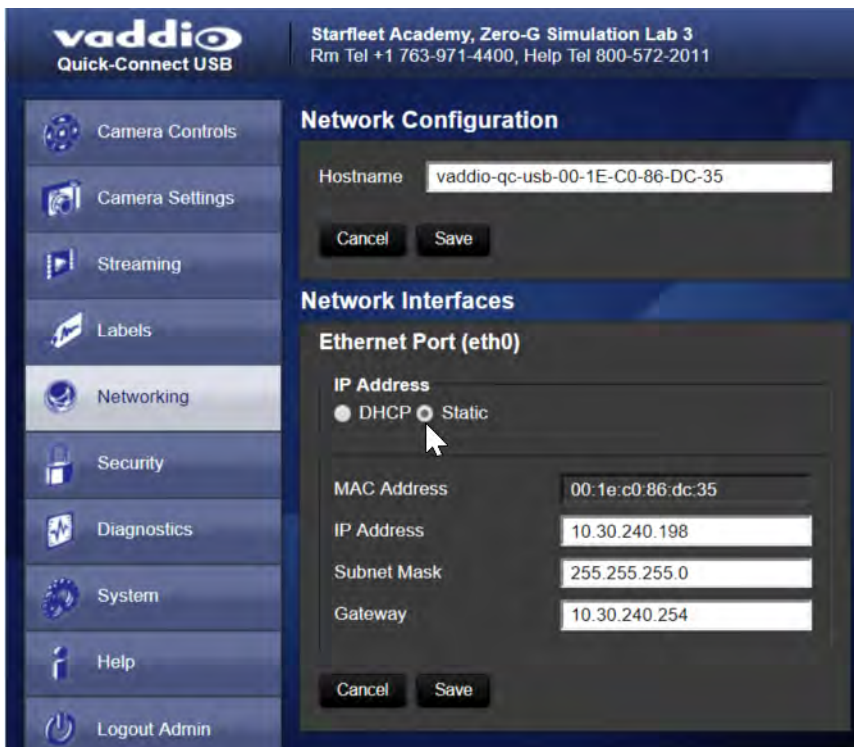 vaddio
Quick-Connect USB
Starfleet Academy, Zero-G Simulation Lab 3
Rm Tel +1 763-971-4400, Help Tel 800-572-2011
Camera Controls
Camera Settings
Streaming
Labels
Networking
Security
Diagnostics
System
Help
Logout Admin
Network Configuration
Hostname vaddio-qc-usb-00-1E-C0-86-DC-35
Cancel Save
Network Interfaces
Ethernet Port (eth0)
IP Address
DHCP Static
MAC Address 00:1e:c0:86:dc:35
IP Address 10.30.240.198
Subnet Mask 255.255.255.0
Gateway 10.30.240.254
Cancel Save